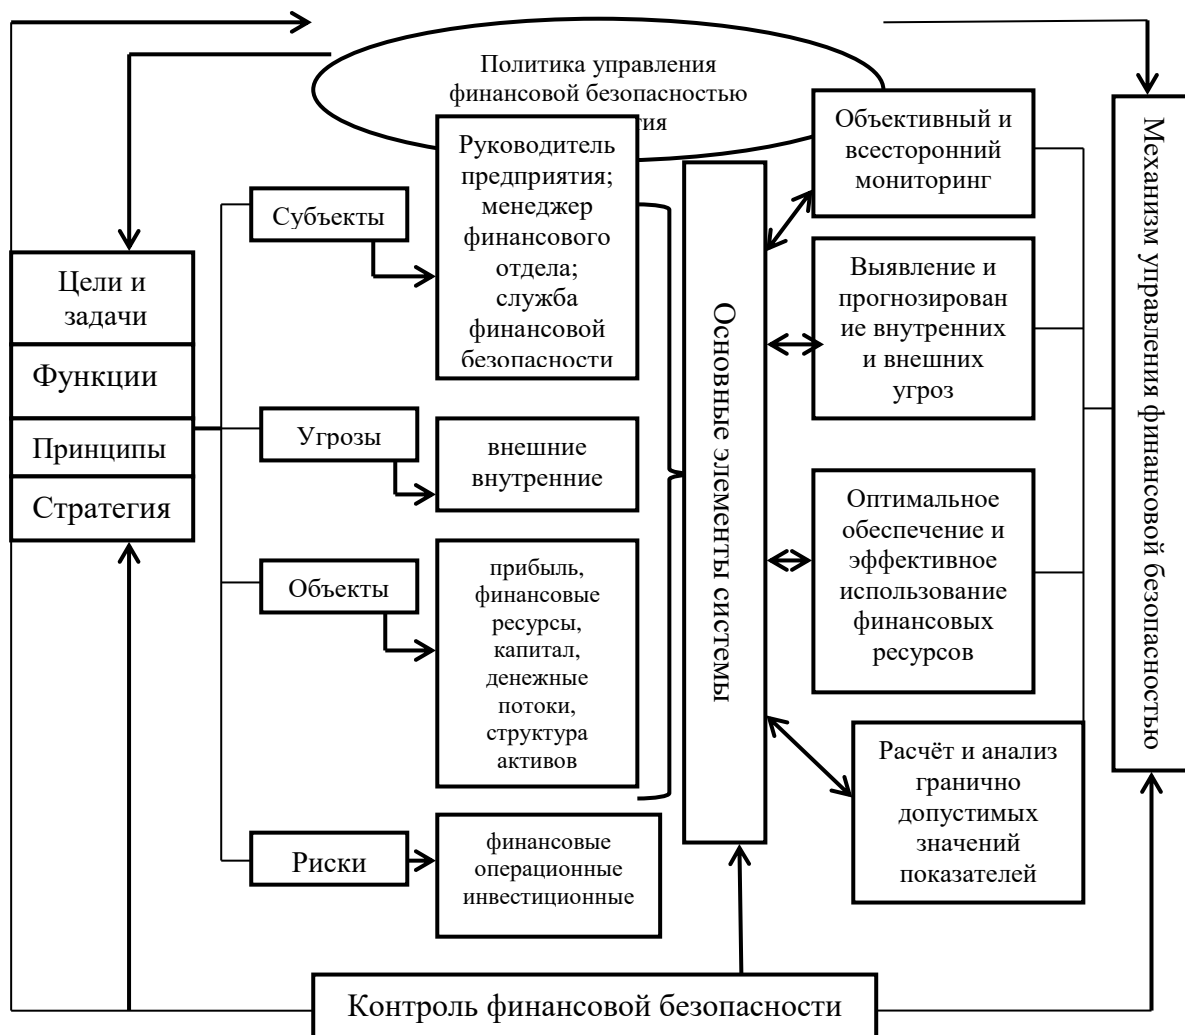 Политика управления
финансовой безопасностью
тия
Руководитель
предприятия;
менеджер
финансового
отдела;
служба
финансовой
безопасности
Субъекты
Цели и
задачи
Функции
Принципы
Стратегия
Угрозы
внешние
внутренние
Объекты
прибыль,
финансовые
ресурсы,
капитал,
денежные
потоки,
структура
активов
Риски
финансовые
операционные
инвестиционные
Основные элементы системы
Объективный и
всесторонний
мониторинг
Выявление и
прогнозирован
ие внутренних
и внешних
угроз
Оптимальное
обеспечение и
эффективное
использование
финансовых
ресурсов
Расчёт и анализ
гранично
допустимых
значений
показателей
Механизм управления финансовой безопасностью
Контроль финансовой безопасности